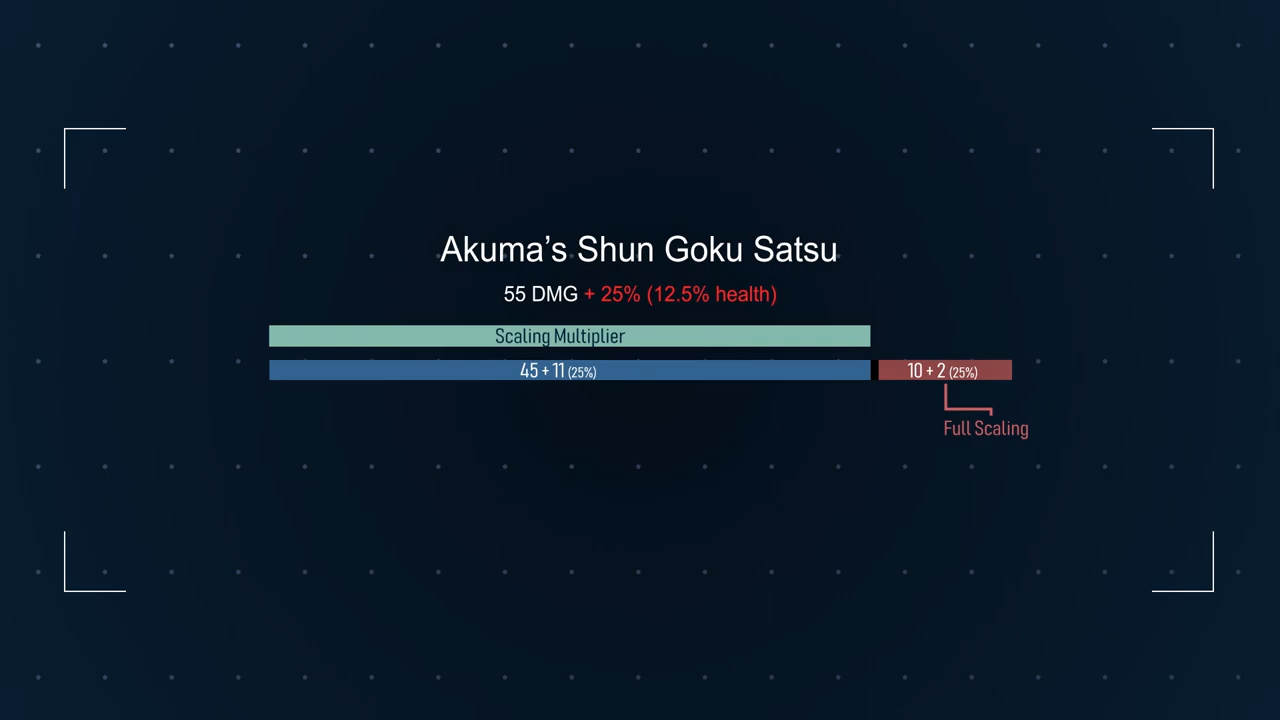 Akuma’s Shun Goku Satsu
55 DMG + 25% (12.5% health)
Scaling Multiplier
45 + 11 (25%)
10 + 2 (25%)
Full Scaling